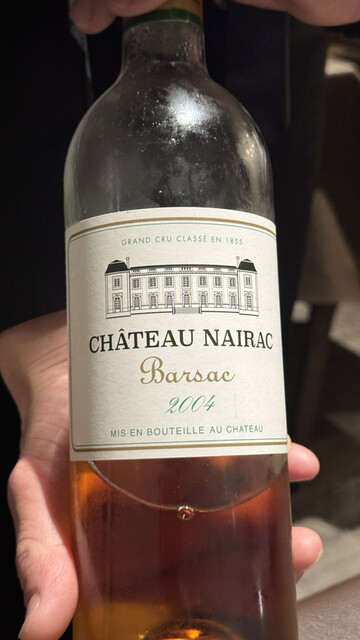 GRAND CRU CLASSÉ EN 1855
CHÂTEAU NAIRAC
Barsac
2004
MIS EN BOUTEILLE AU CHATEAU